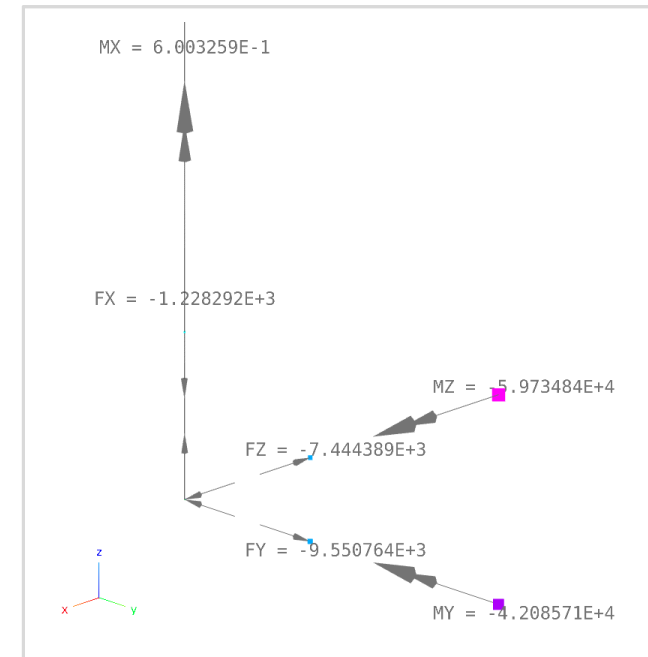 MX = 6.003259E-1
FX = -1.228292E+3
MZ = -5.973484E+4
FZ = -7.444389E+3
FY = -9.550764E+3
MY = -4.208571E+4
z
x
y